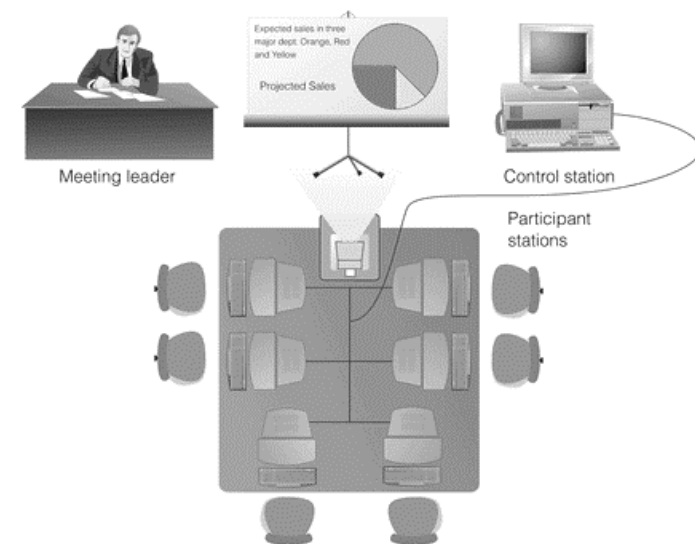 Expected sales in three
major dept: Orange, Red
and Yellow
Projected Sales
Meeting leader
Control station
Participant
stations